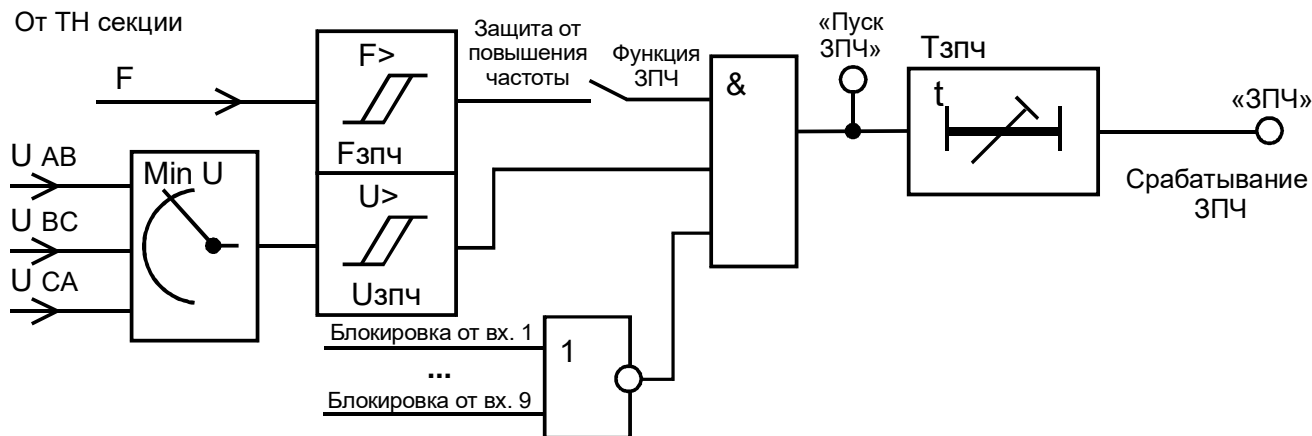 От ТН секции
F
U AB
U BC
U CA
Min U
F>
Fзпч
U>
Uзпч
Защита от
повышения
частоты
Функция
ЗПЧ
Блокировка от вх. 1
...
Блокировка от вх. 9
1
&
«Пуск
ЗПЧ»
Tзпч
t
«ЗПЧ»
Срабатывание
ЗПЧ